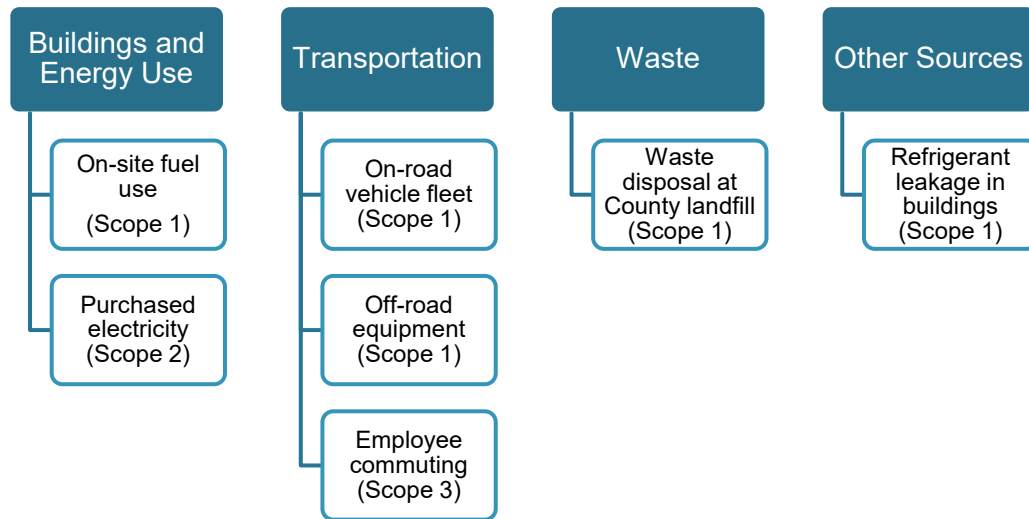 Buildings and
Energy Use
On-site fuel
use
(Scope 1)
Purchased
electricity
(Scope 2)
Transportation
On-road
vehicle fleet
(Scope 1)
Off-road
equipment
(Scope 1)
Employee
commuting
(Scope 3)
Waste
Waste
disposal at
County landfill
(Scope 1)
Other Sources
Refrigerant
leakage in
buildings
(Scope 1)